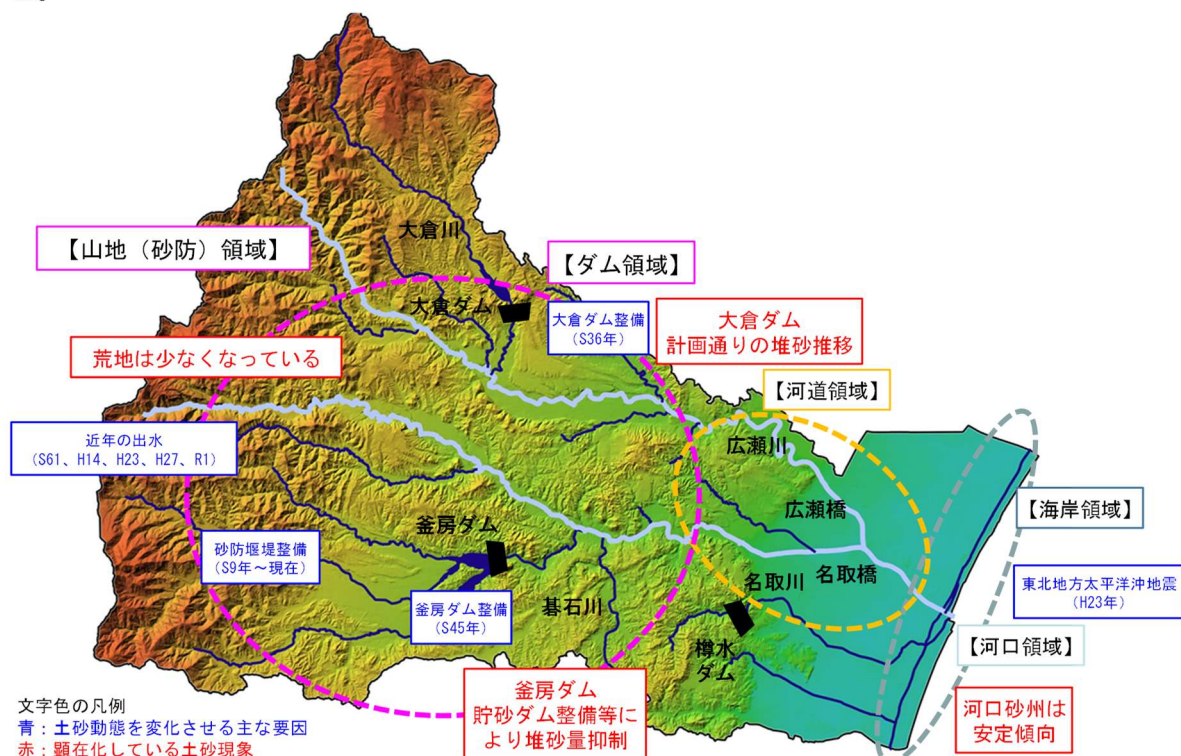 【山地（砂防）領域】
大倉川
【ダム領域】
大倉ダム
大倉ダム整備
（S36年）
大倉ダム
計画通りの堆砂推移
荒地は少なくなっている
【河道領域】
近年の出水
（S61、H14、H23、H27、R1）
広瀬川
広瀬橋
【海岸領域】
釜房ダム
砂防堰堤整備
（S9年～現在）
名取橋
名取川
東北地方太平洋沖地震
（H23年）
釜房ダム整備
（S45年）
碁石川
樽水
ダム
【河口領域】
釜房ダム
貯砂ダム整備等に
より堆砂量抑制
河口砂州は
安定傾向
文字色の凡例
青：土砂動態を変化させる主な要因
赤：顕在化している土砂現象